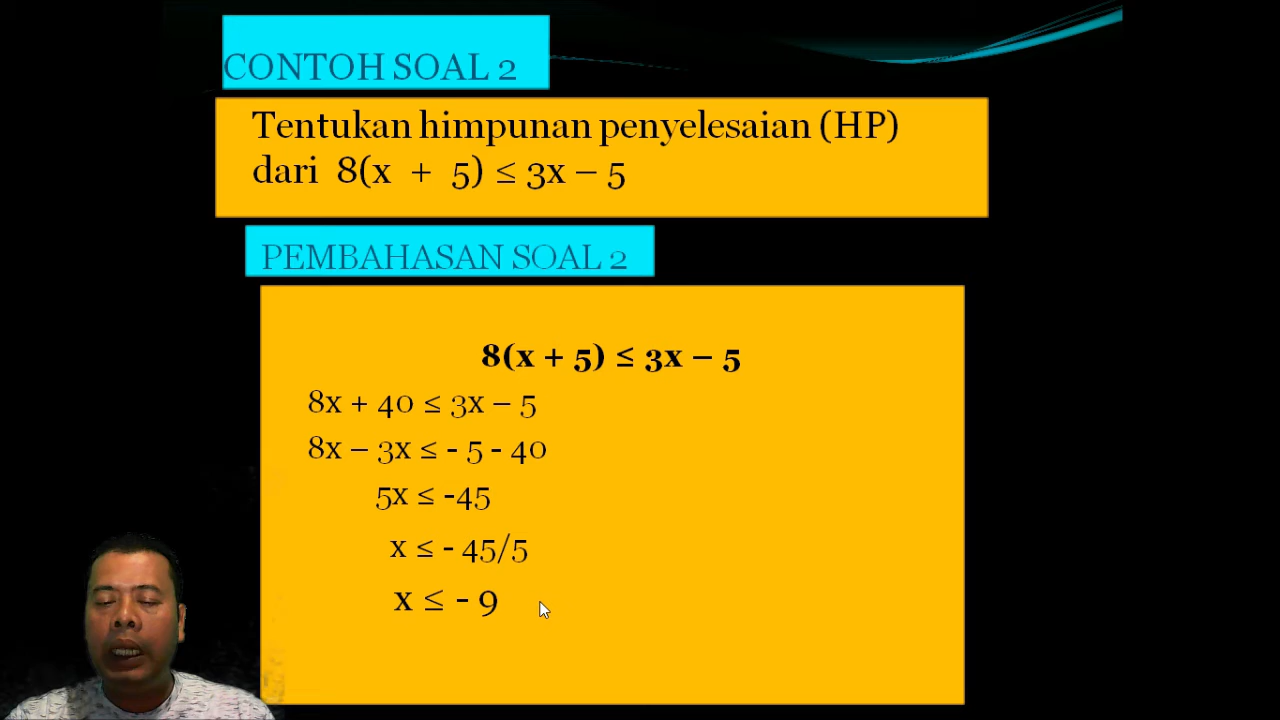 CONTOH SOAL 2
Tentukan himpunan penyelesaian (HP)
dari 8(x + 5) ≤ 3x – 5
PEMBAHASAN SOAL 2
8(x + 5) ≤ 3x – 5
8x + 40 ≤ 3x – 5
8x – 3x ≤ - 5 - 40
5x ≤ -45
x ≤ - 45/5
x ≤ - 9